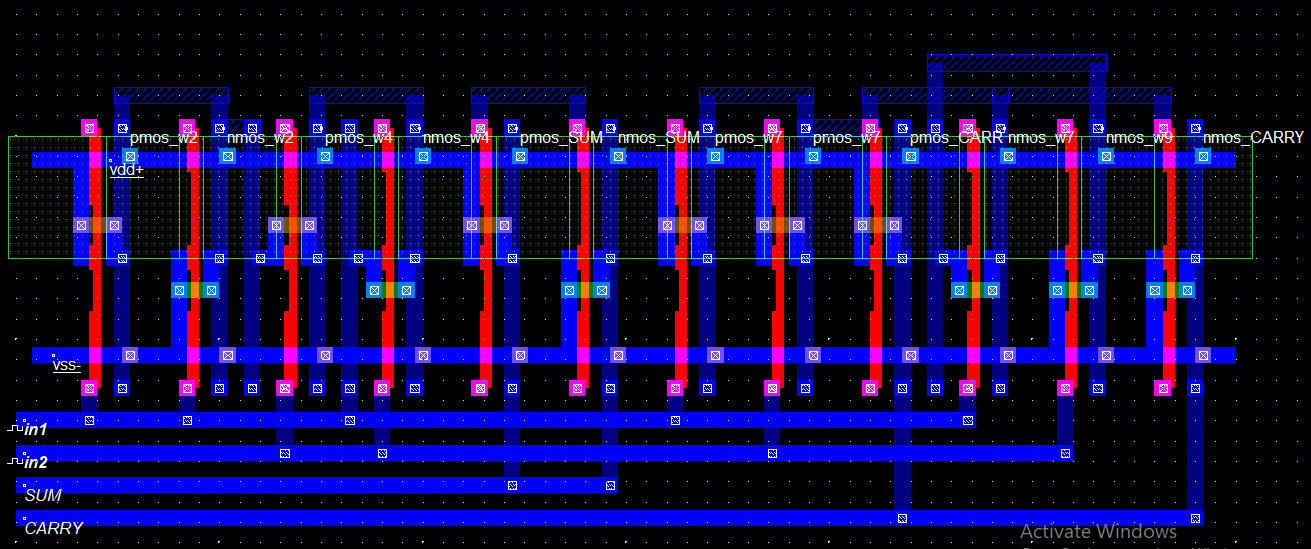 pmos_w2 nmos_w2 pmos_w4 nmos_w4 pmos_SUM nmos_SUM pmos_w7 pmos_w7 pmos_CARR nmos_w7 nmos_w9 nmos_CARRY
vdd+
vss-
in1
in2
SUM
CARRY
Activate Windows